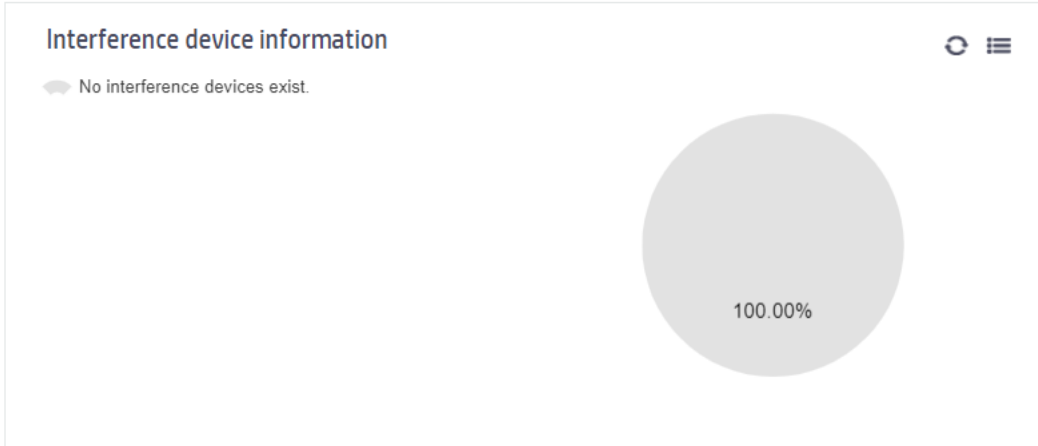 Interference device information
No interference devices exist.
100.00%